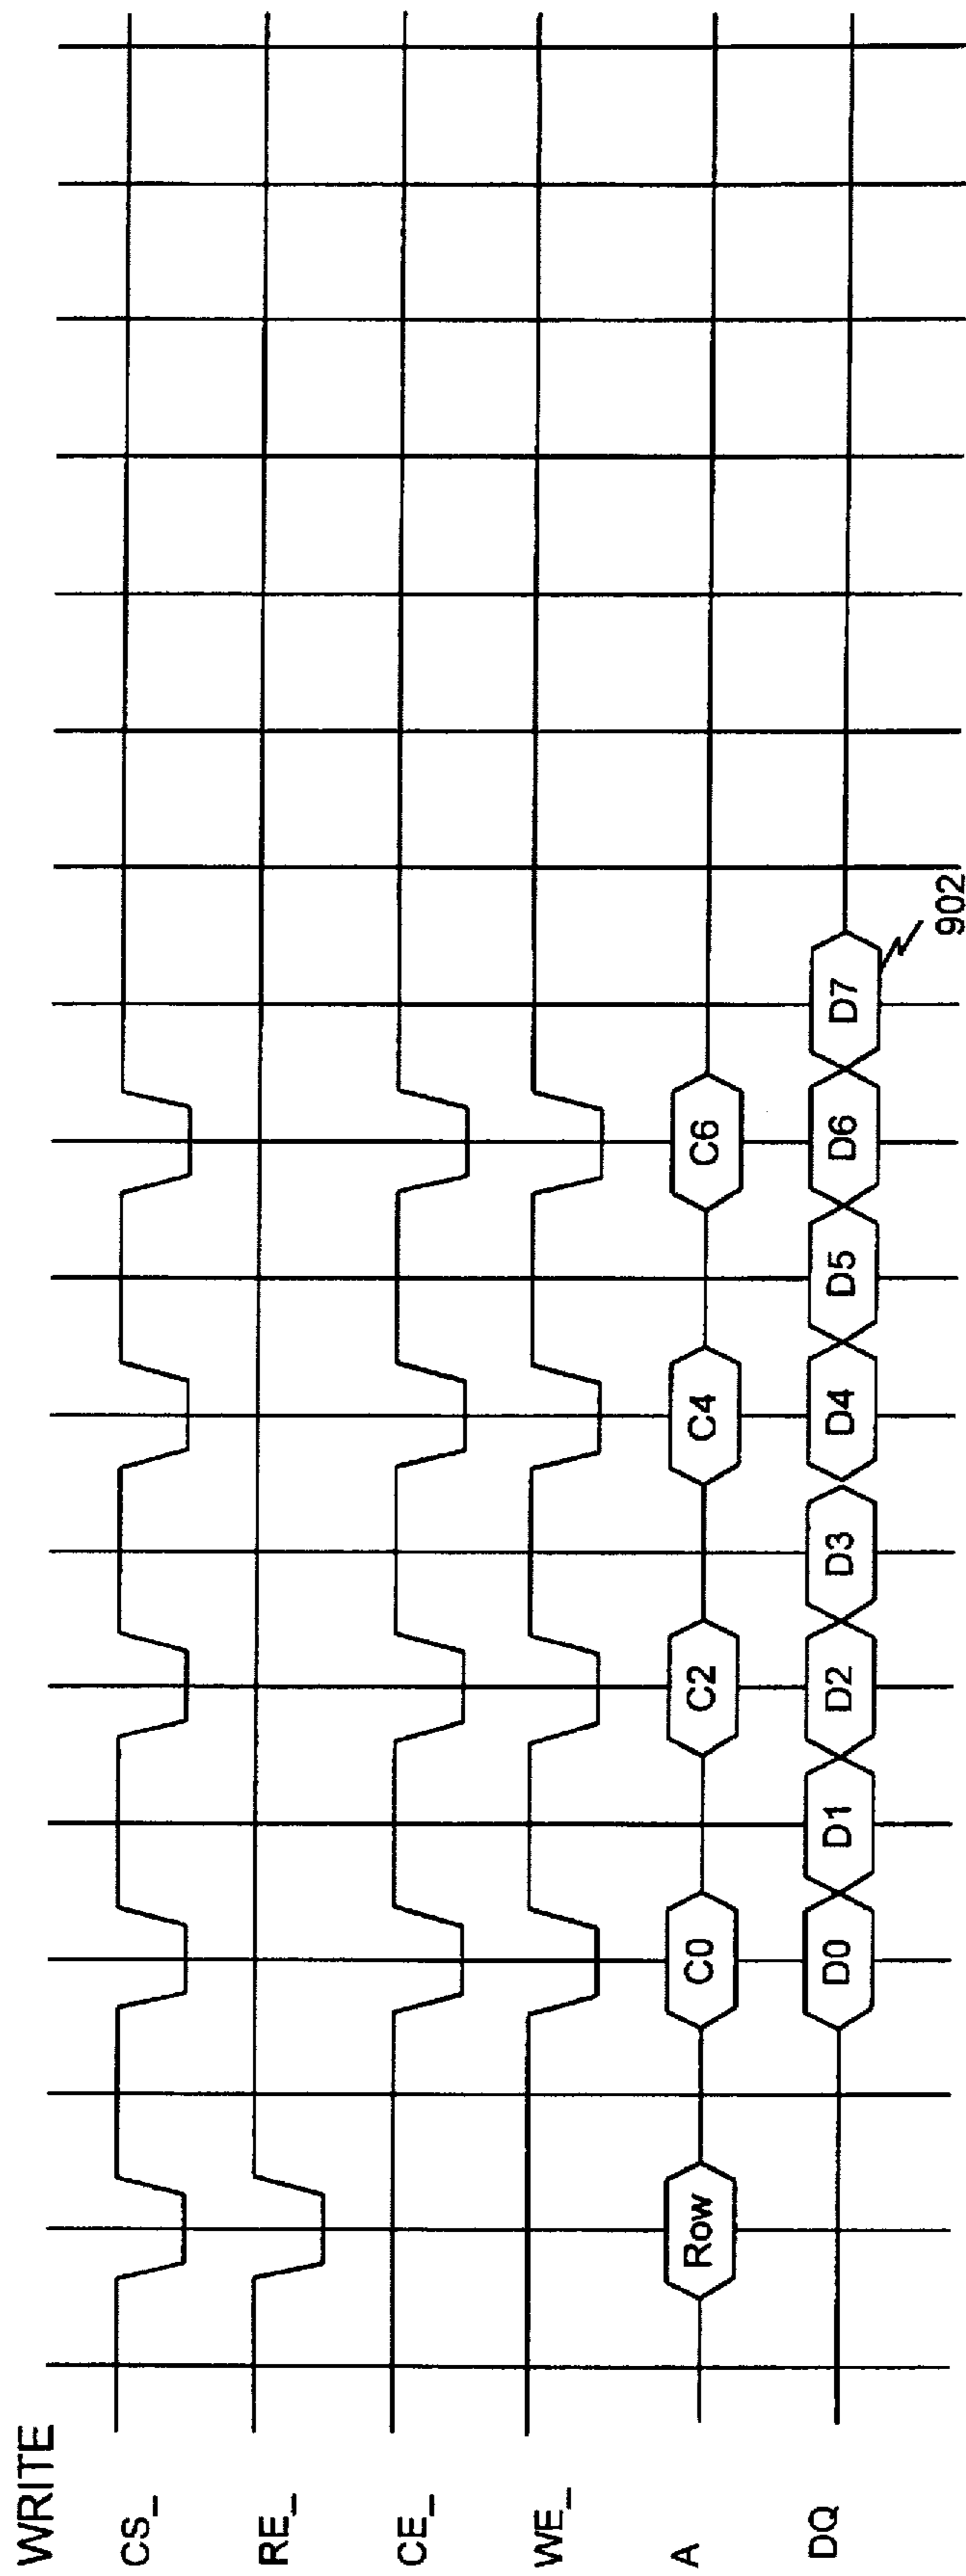 WRITE
CS_
RE_
CE_
WE_
A Row C0 C2 C4 C6
DQ D0 D1 D2 D3 D4 D5 D6 D7
902